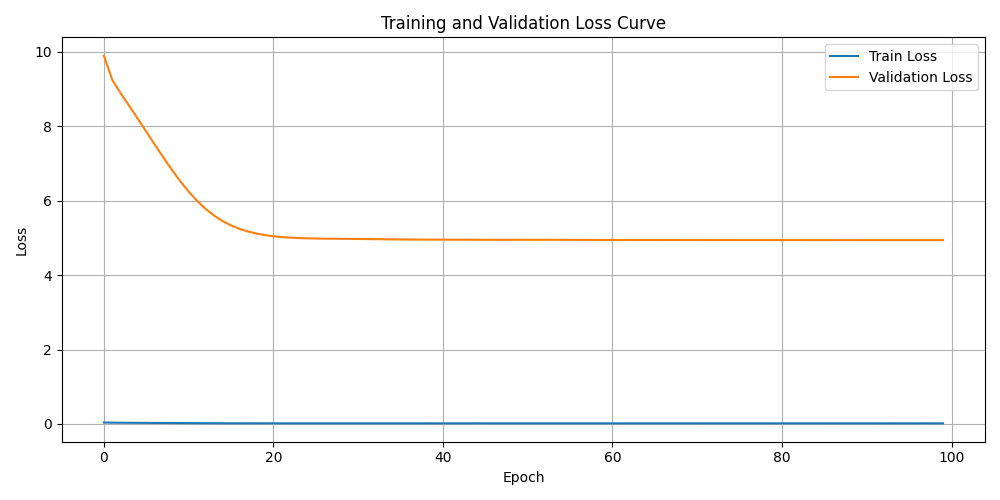 Training and Validation Loss Curve
10
8
6
4
2
0
Loss
Train Loss
Validation Loss
0 20 40 60 80 100
Epoch